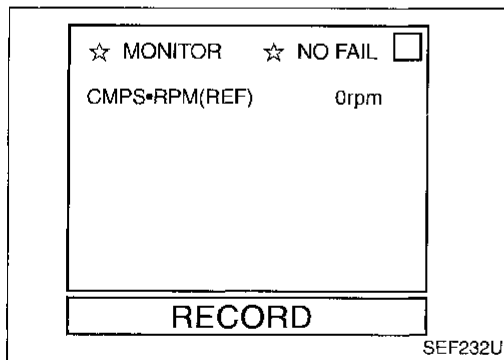 ☆ MONITOR ☆ NO FAIL
CMPS•RPM(REF) 0rpm
RECORD
SEF232U